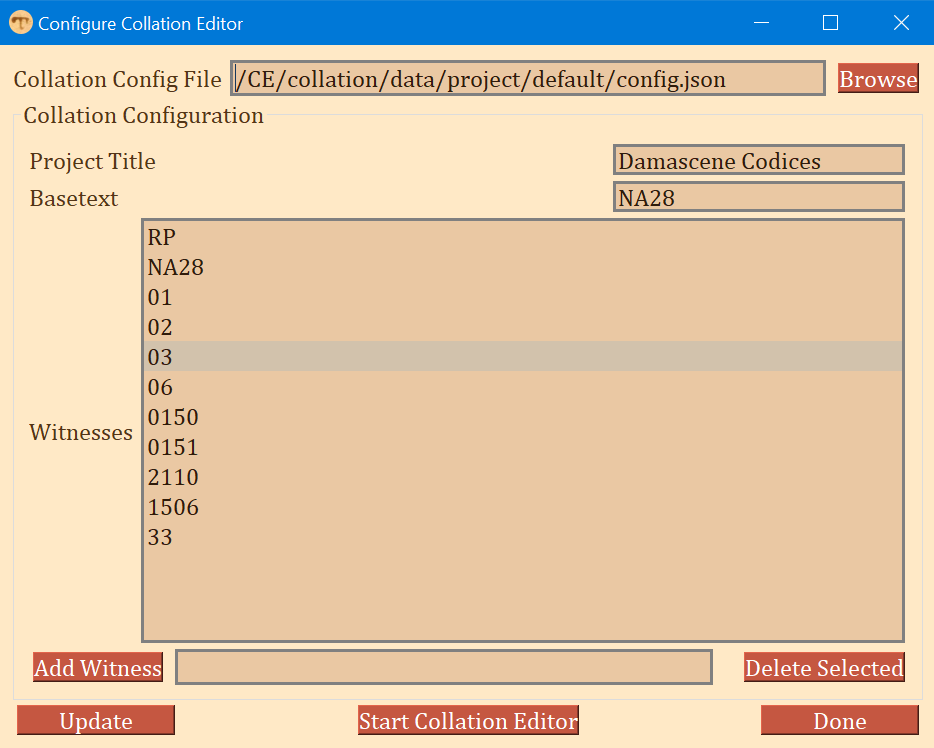 Configure Collation Editor
Collation Config File /CE/collation/data/project/default/config.json Browse
Collation Configuration
Project Title Damascene Codices
Basetext NA28
RP
NA28
01
02
03
06
0150
Witnesses
0151
2110
1506
33
Add Witness Delete Selected
Update Start Collation Editor Done